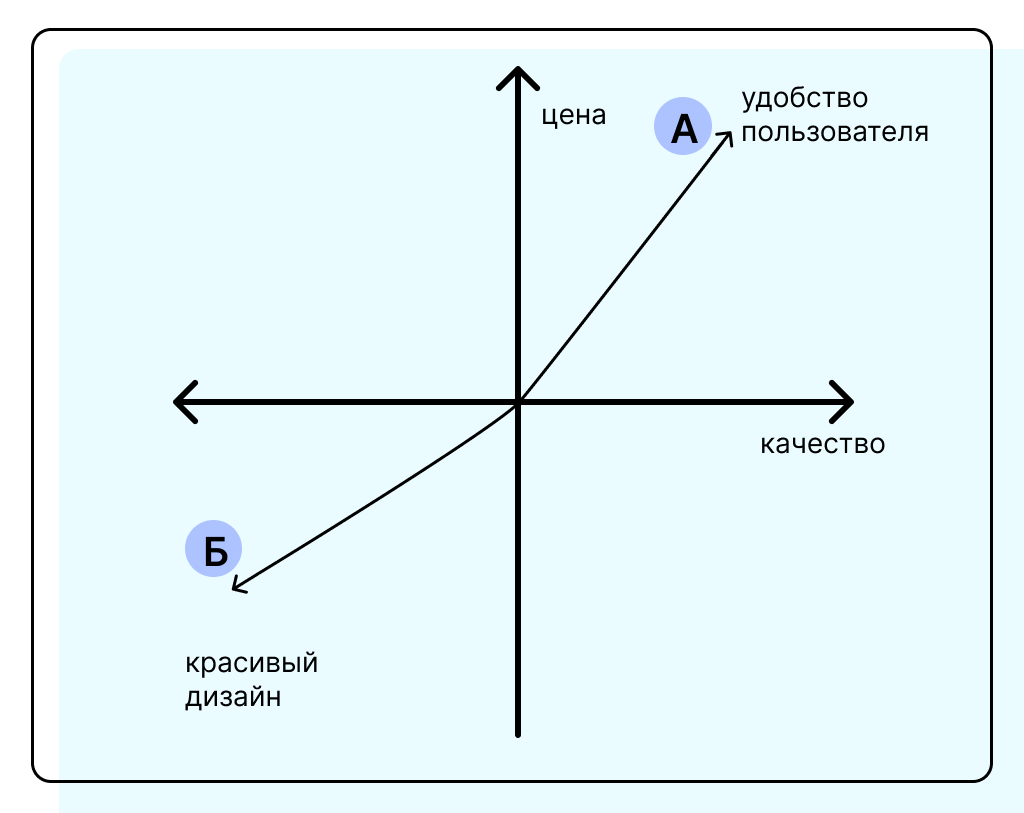 цена
А
удобство
пользователя
качество
Б
красивый
дизайн